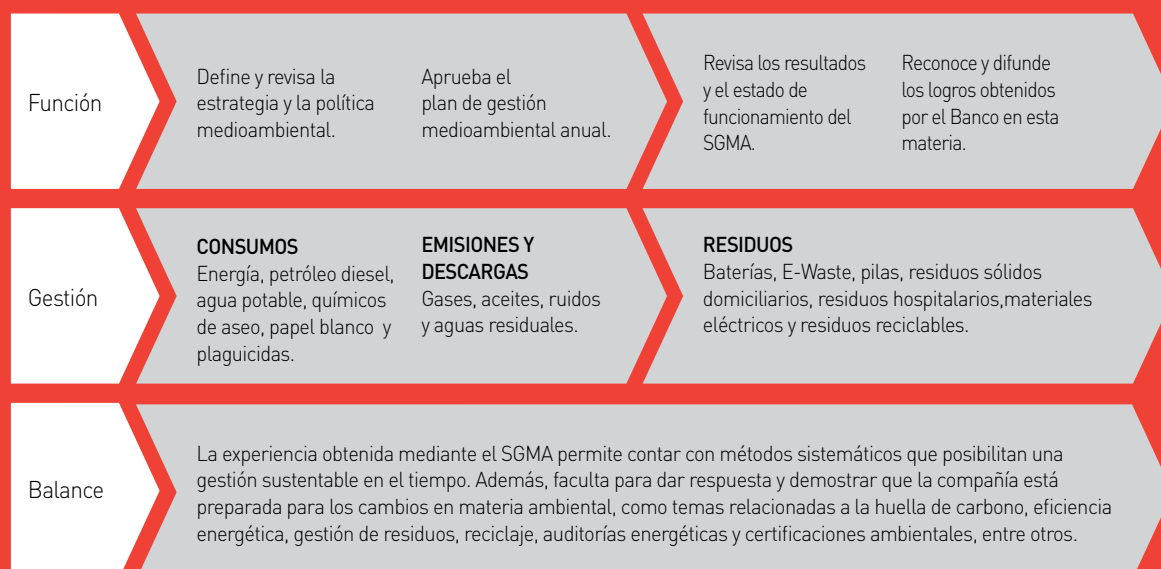 Función
Define y revisa la
estrategia y la política
medioambiental.
Aprueba el
plan de gestión
medioambiental anual.
Revisa los resultados
y el estado de
funcionamiento del
SGMA.
Reconoce y difunde
los logros obtenidos
por el Banco en esta
materia.
Gestión
CONSUMOS
Energía, petróleo diesel,
agua potable, químicos
de aseo, papel blanco y
plaguicidas.
EMISIONES Y
DESCARGAS
Gases, aceites, ruidos
y aguas residuales.
RESIDUOS
Baterías, E-Waste, pilas, residuos sólidos
domiciliarios, residuos hospitalarios,materiales
eléctricos y residuos reciclables.
Balance
La experiencia obtenida mediante el SGMA permite contar con métodos sistemáticos que posibilitan una
gestión sustentable en el tiempo. Además, faculta para dar respuesta y demostrar que la compañía está
preparada para los cambios en materia ambiental, como temas relacionadas a la huella de carbono, eficiencia
energética, gestión de residuos, reciclaje, auditorías energéticas y certificaciones ambientales, entre otros.